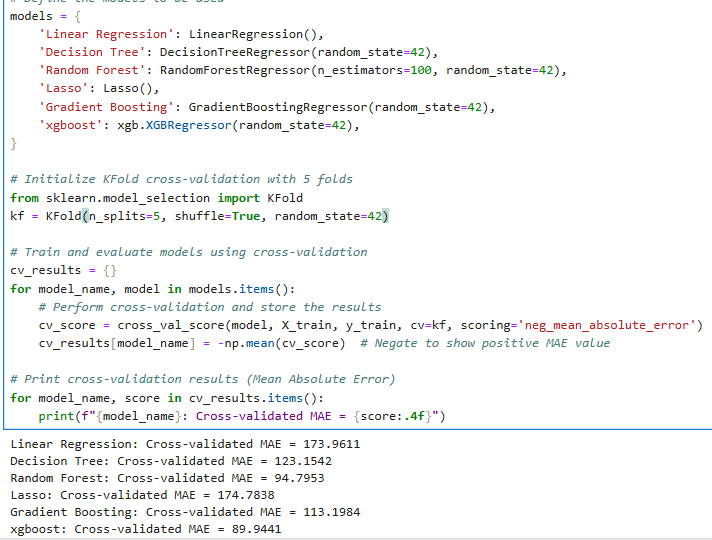 # Define the models to be used
models = {
    'Linear Regression': LinearRegression(),
    'Decision Tree': DecisionTreeRegressor(random_state=42),
    'Random Forest': RandomForestRegressor(n_estimators=100, random_state=42),
    'Lasso': Lasso(),
    'Gradient Boosting': GradientBoostingRegressor(random_state=42),
    'xgboost': xgb.XGBRegressor(random_state=42),
}
# Initialize KFold cross-validation with 5 folds
from sklearn.model_selection import KFold
kf = KFold(n_splits=5, shuffle=True, random_state=42)
# Train and evaluate models using cross-validation
cv_results = {}
for model_name, model in models.items():
    # Perform cross-validation and store the results
    cv_score = cross_val_score(model, X_train, y_train, cv=kf, scoring='neg_mean_absolute_error')
    cv_results[model_name] = -np.mean(cv_score)  # Negate to show positive MAE value
# Print cross-validation results (Mean Absolute Error)
for model_name, score in cv_results.items():
    print(f"{model_name}: Cross-validated MAE = {score:.4f}")
Linear Regression: Cross-validated MAE = 173.9611
Decision Tree: Cross-validated MAE = 123.1542
Random Forest: Cross-validated MAE = 94.7953
Lasso: Cross-validated MAE = 174.7838
Gradient Boosting: Cross-validated MAE = 113.1984
xgboost: Cross-validated MAE = 89.9441